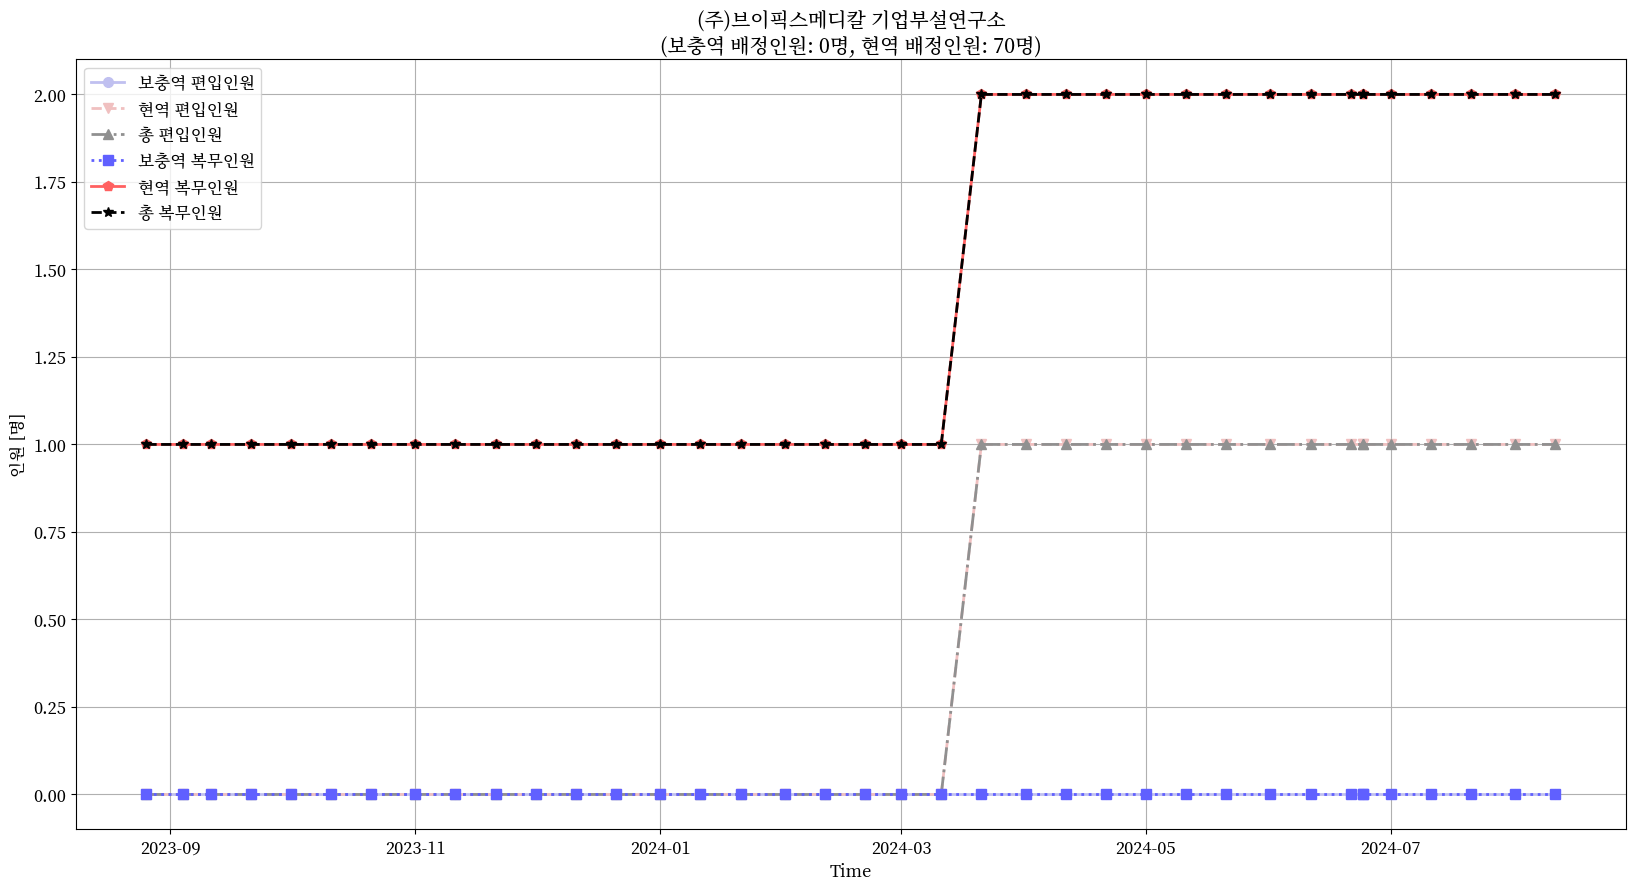 (주)브이픽스메디칼 기업부설연구소
(보충역 배정인원: 0명, 현역 배정인원: 70명)
보충역 편입인원
현역 편입인원
총 편입인원
보충역 복무인원
현역 복무인원
총 복무인원
2.00
1.75
1.50
1.25
1.00
0.75
0.50
0.25
0.00
인원 [명]
2023-09
2023-11
2024-01
2024-03
2024-05
2024-07
Time